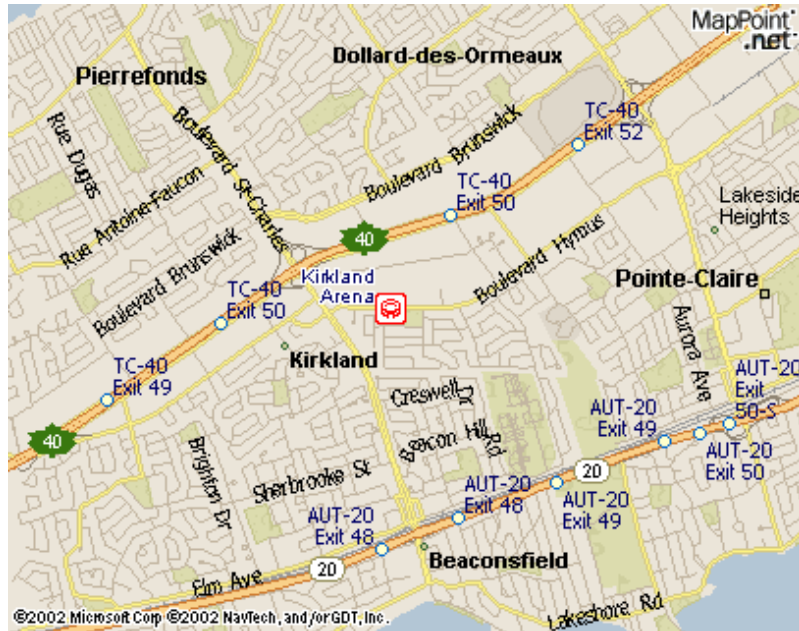 MapPoint
.net
Dollard-des-Ormeaux
Pierrefonds
Boulevard St-Charles
Rue Dugas
Boulevard Brunswick
TC-40
Exit 52
Rue Antoine-Faucon
TC-40
Exit 50
Lakeside
Heights
40
Boulevard Hymus
Boulevard Brunswick
Kirkland
Arena
Pointe-Claire
TC-40
Exit 50
Aurora Ave
Kirkland
TC-40
Exit 49
AUT-20
Exit
50-S
Creswell Dr
AUT-20
Exit 49
40
Beacon Hill Rd
Brighton Dr
Sherbrooke St
AUT-20
Exit 50
20
AUT-20
Exit 48
AUT-20
Exit 49
AUT-20
Exit 48
Beaconsfield
20
Elm Ave
Lakeshore Rd
©2002 Microsoft Corp ©2002 NavTech, and/or GDT, Inc.